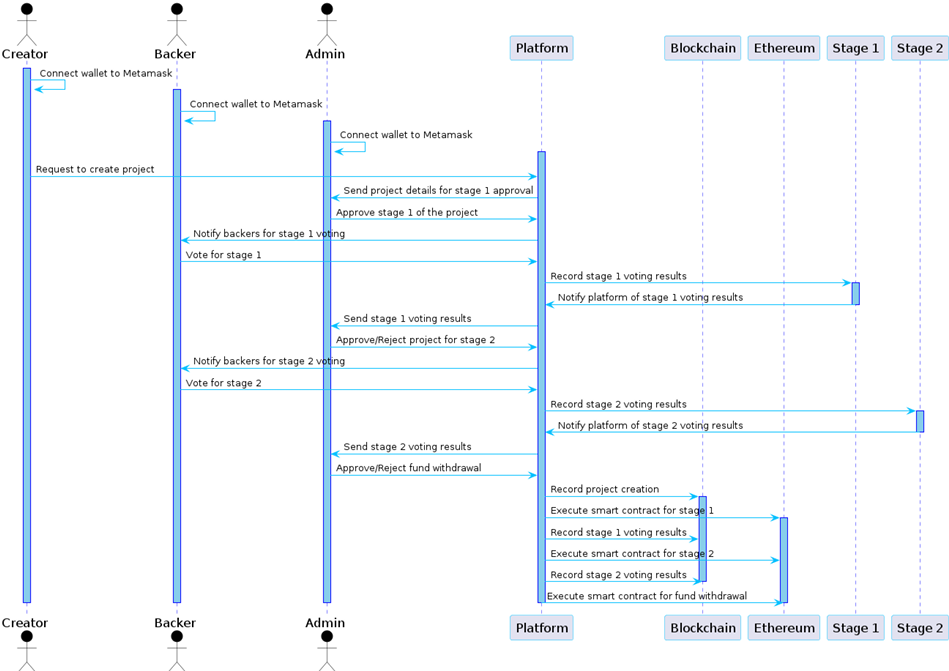 Creator Backer Admin Platform Blockchain Ethereum Stage 1 Stage 2
Connect wallet to Metamask
Connect wallet to Metamask
Connect wallet to Metamask
Request to create project
Send project details for stage 1 approval
Approve stage 1 of the project
Notify backers for stage 1 voting
Vote for stage 1
Record stage 1 voting results
Notify platform of stage 1 voting results
Send stage 1 voting results
Approve/Reject project for stage 2
Notify backers for stage 2 voting
Vote for stage 2
Record stage 2 voting results
Notify platform of stage 2 voting results
Send stage 2 voting results
Approve/Reject fund withdrawal
Record project creation
Execute smart contract for stage 1
Record stage 1 voting results
Execute smart contract for stage 2
Record stage 2 voting results
Execute smart contract for fund withdrawal
Creator Backer Admin Platform Blockchain Ethereum Stage 1 Stage 2